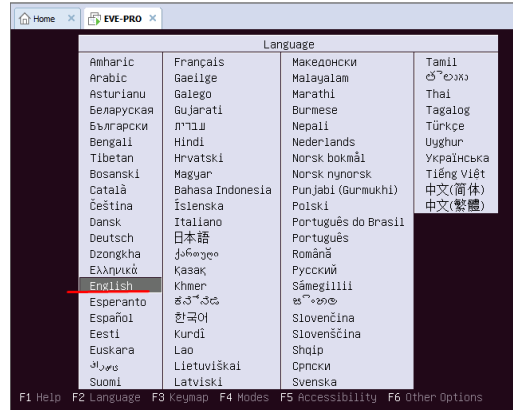 Home × EVE-PRO ×
Language
Amharic
Arabic
Asturianu
Беларуская
Български
Bengali
Tibetan
Bosanski
Català
Čeština
Dansk
Deutsch
Dzongkha
Ελληνικά
English
Esperanto
Español
Eesti
Euskara
فارسی
Suomi
Français
Gaeilge
Galego
Gujarati
עברית
Hindi
Hrvatski
Magyar
Bahasa Indonesia
Íslenska
Italiano
日本語
ქართული
Қазақ
Khmer
ಕನ್ನಡ
한국어
Kurdî
Lao
Lietuviškai
Latviski
Македонски
Malayalam
Marathi
Burmese
Nepali
Nederlands
Norsk bokmål
Norsk nynorsk
Punjabi (Gurmukhi)
Polski
Português do Brasil
Português
Română
Русский
Sámegillii
සිංහල
Slovenčina
Slovenščina
Shqip
Српски
Svenska
Tamil
తెలుగు
Thai
Tagalog
Türkçe
Uyghur
Українська
Tiếng Việt
中文(简体)
中文(繁體)
F1 Help F2 Language F3 Keymap F4 Modes F5 Accessibility F6 Other Options